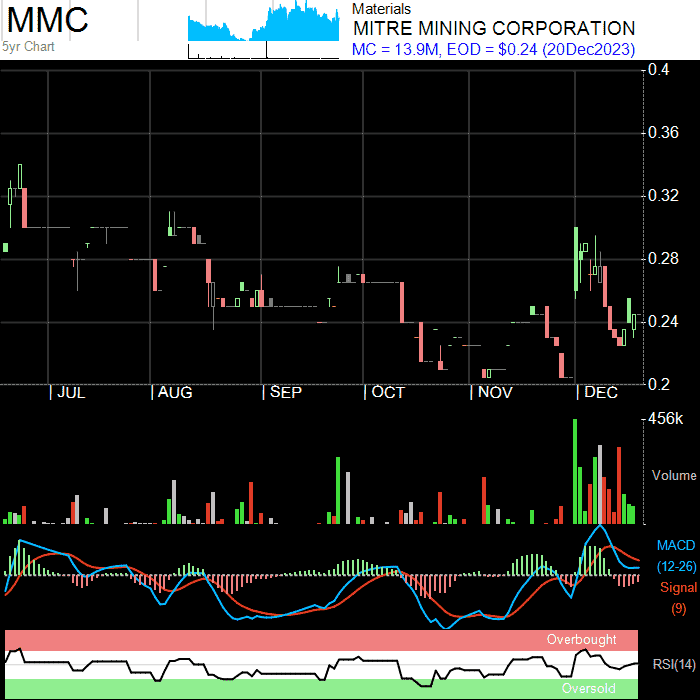 MMC
5yr Chart
Materials
MITRE MINING CORPORATION
MC = 13.9M, EOD = $0.24 (20Dec2023)
0.4
0.36
0.32
0.28
0.24
0.2
JUL AUG SEP OCT NOV DEC
456k
Volume
MACD
(12-26)
Signal
(9)
Overbought
RSI(14)
Oversold